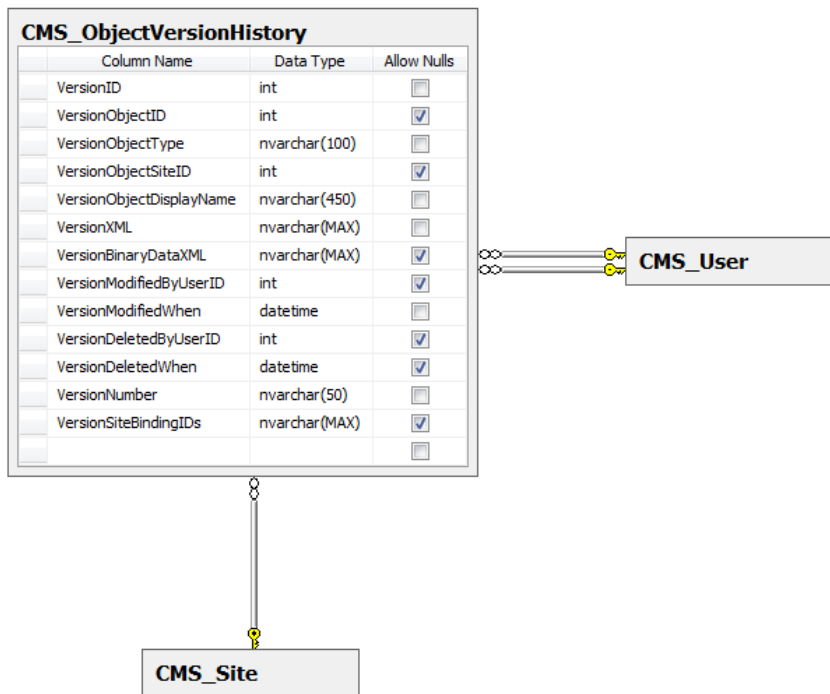 CMS_ObjectVersionHistory
Column Name Data Type Allow Nulls
VersionID int
VersionObjectID int
VersionObjectType nvarchar(100)
VersionObjectSiteID int
VersionObjectDisplayName nvarchar(450)
VersionXML nvarchar(MAX)
VersionBinaryDataXML nvarchar(MAX)
VersionModifiedByUserID int
VersionModifiedWhen datetime
VersionDeletedByUserID int
VersionDeletedWhen datetime
VersionNumber nvarchar(50)
VersionSiteBindingIDs nvarchar(MAX)
CMS_User
CMS_Site